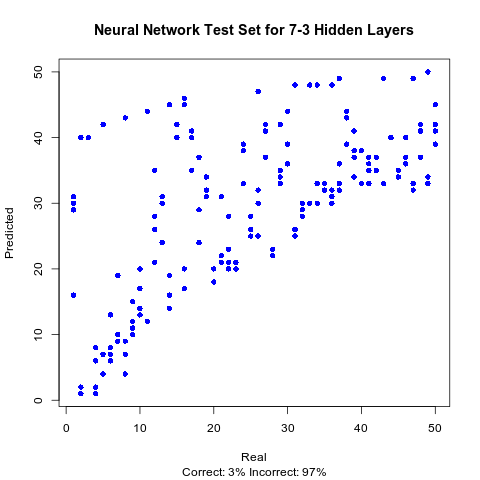 Neural Network Test Set for 7-3 Hidden Layers
Predicted
50
40
30
20
10
0
0 10 20 30 40 50
Real
Correct: 3% Incorrect: 97%